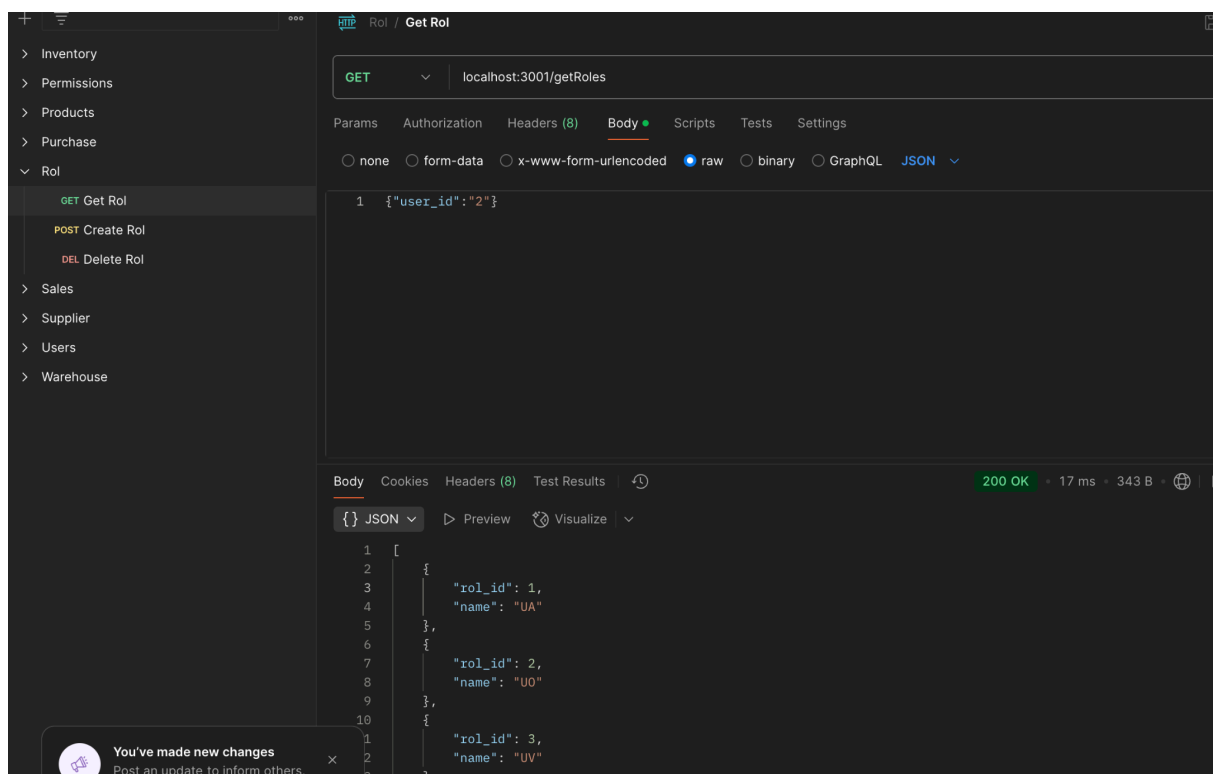 Rol / Get Rol
Inventory
Permissions
Products
Purchase
Rol
GET Get Rol
POST Create Rol
DEL Delete Rol
Sales
Supplier
Users
Warehouse
HTTP
GET localhost:3001/getRoles
Params Authorization Headers (8) Body Scripts Tests Settings
none form-data x-www-form-urlencoded raw binary GraphQL JSON
1 {"user_id":"2"}
Body Cookies Headers (8) Test Results
200 OK • 17 ms • 343 B
{} JSON Preview Visualize
1 [
2 {
3 "rol_id": 1,
4 "name": "UA"
5 },
6 {
7 "rol_id": 2,
8 "name": "UO"
9 },
10 {
1 "rol_id": 3,
2 "name": "UV"
You've made new changes
Post an update to inform others.